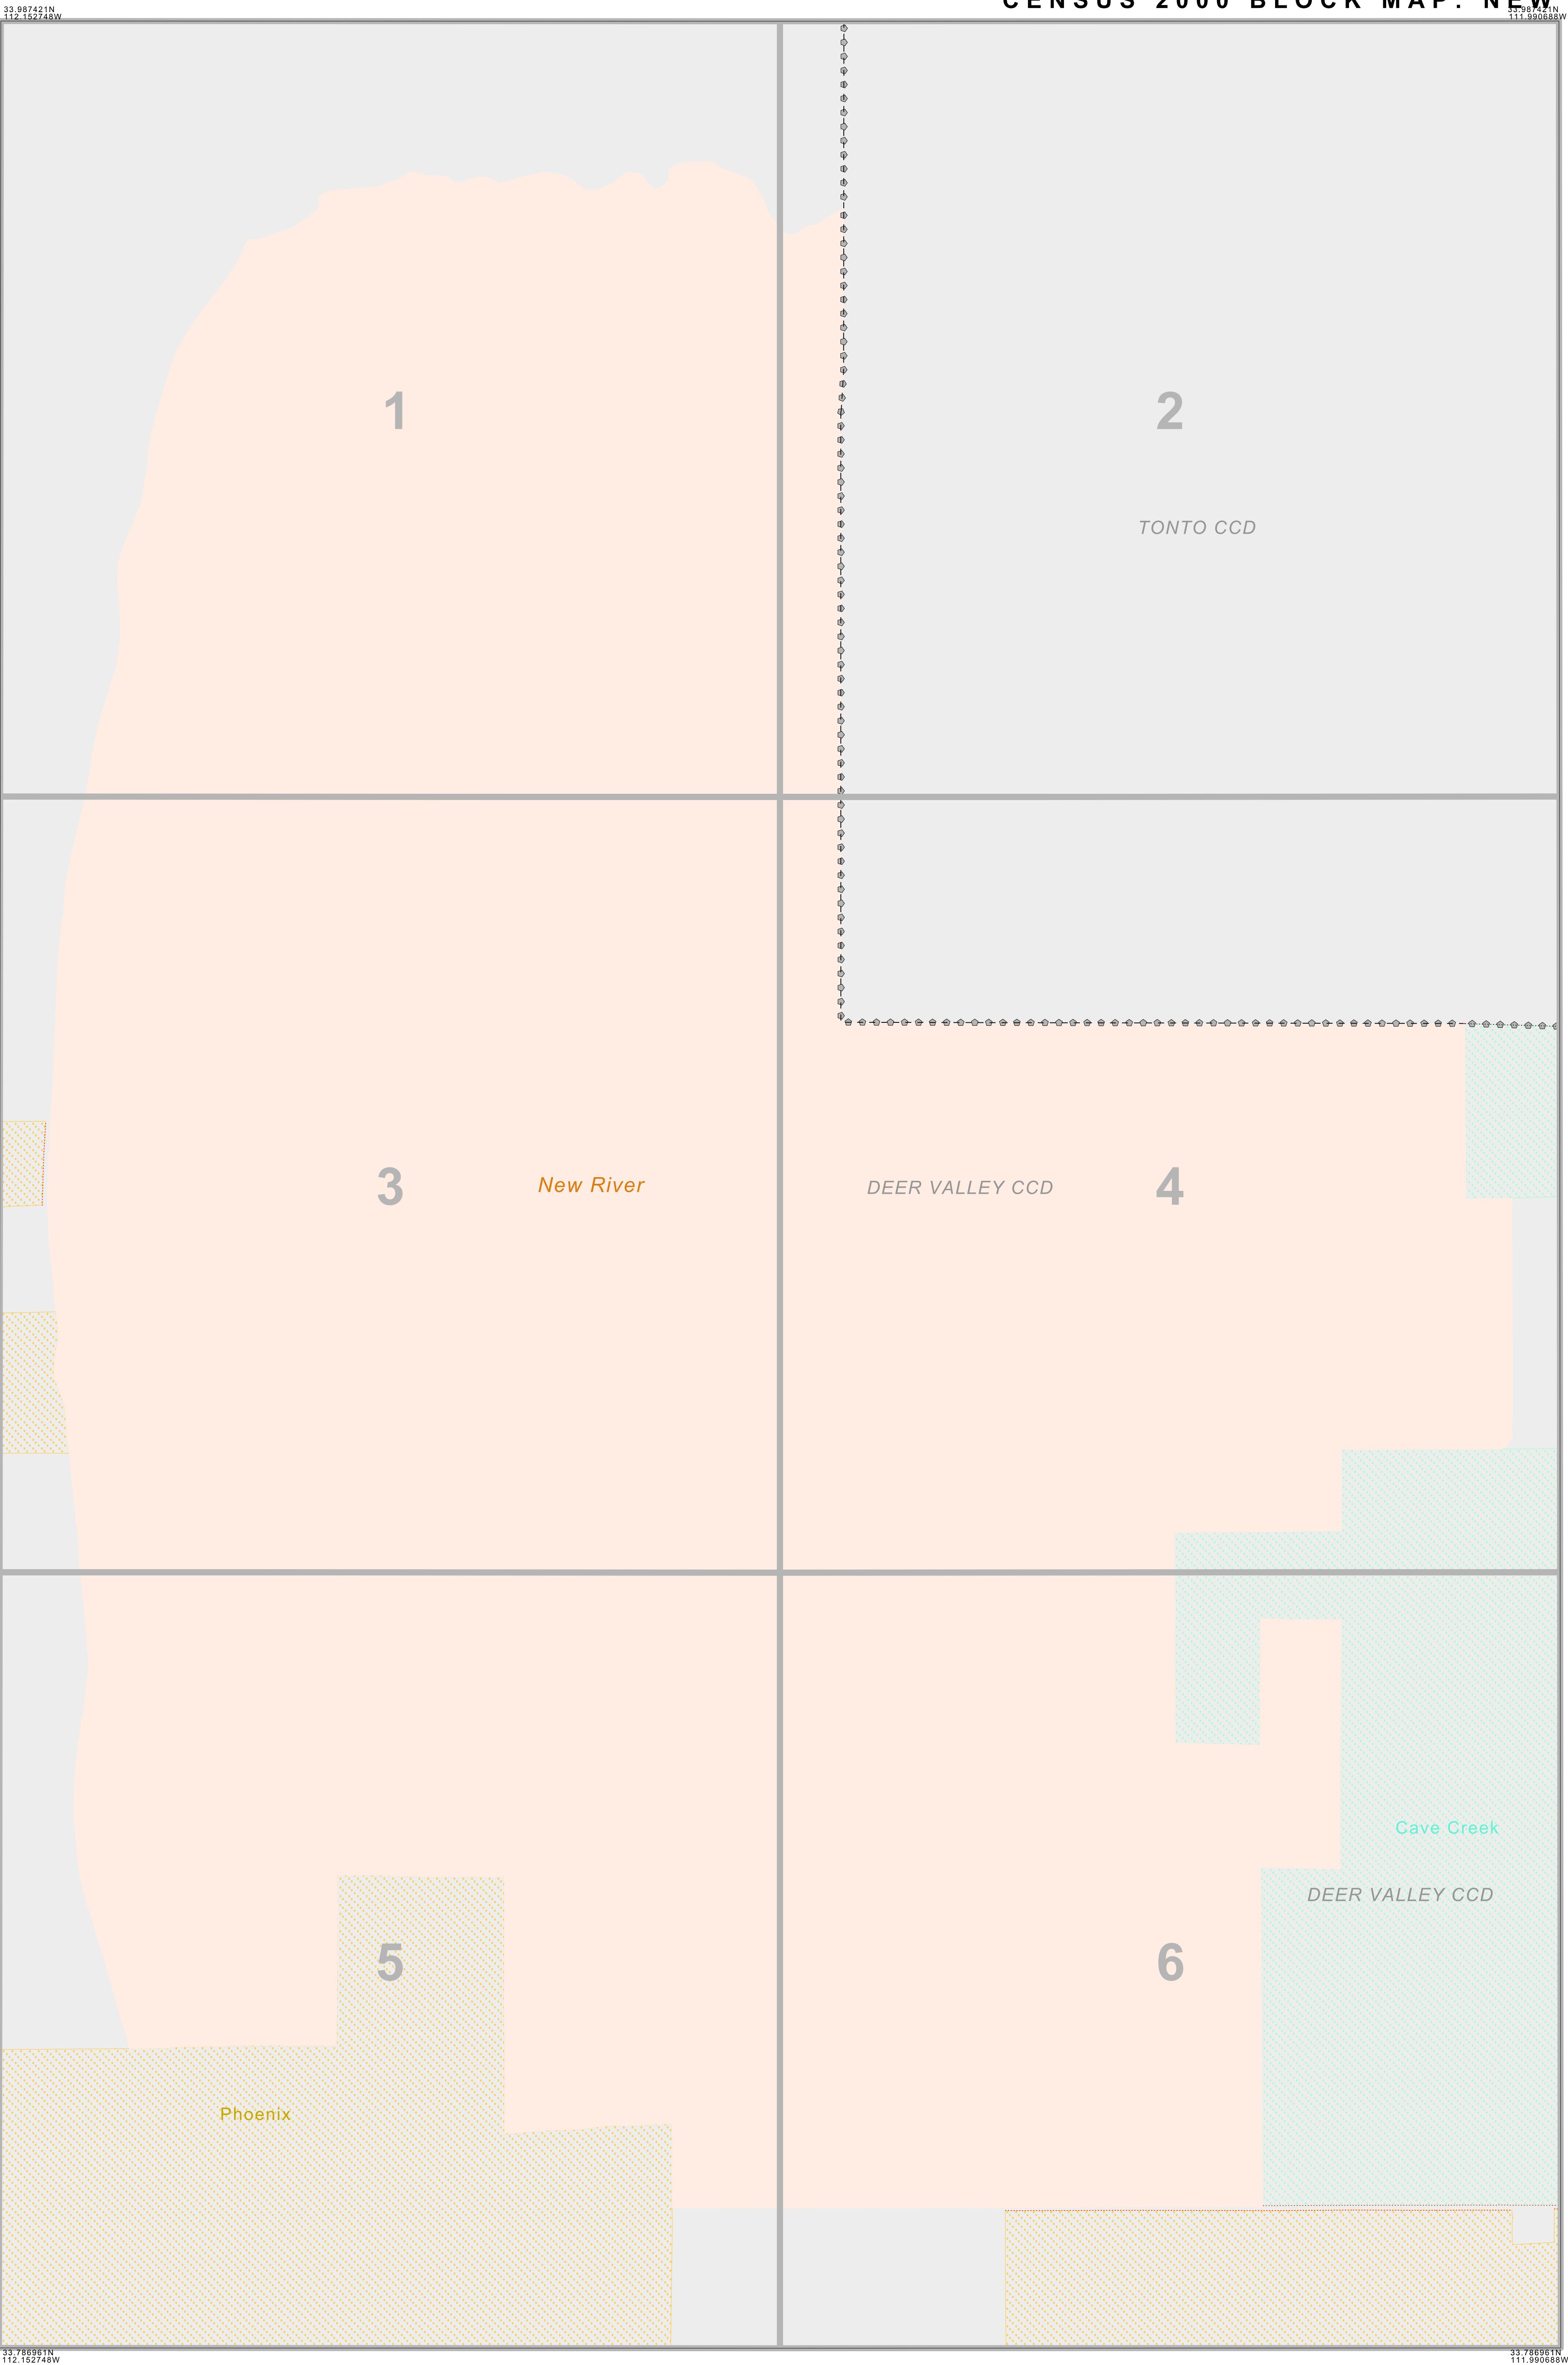 CENSUS 2000 BLOCK MAP: NEW
33.987421N
112.152748W
33.987421N
111.990688W
1
2
TONTO CCD
3
New River
DEER VALLEY CCD
4
Cave Creek
DEER VALLEY CCD
5
6
Phoenix
33.786961N
112.152748W
33.786961N
111.990688W